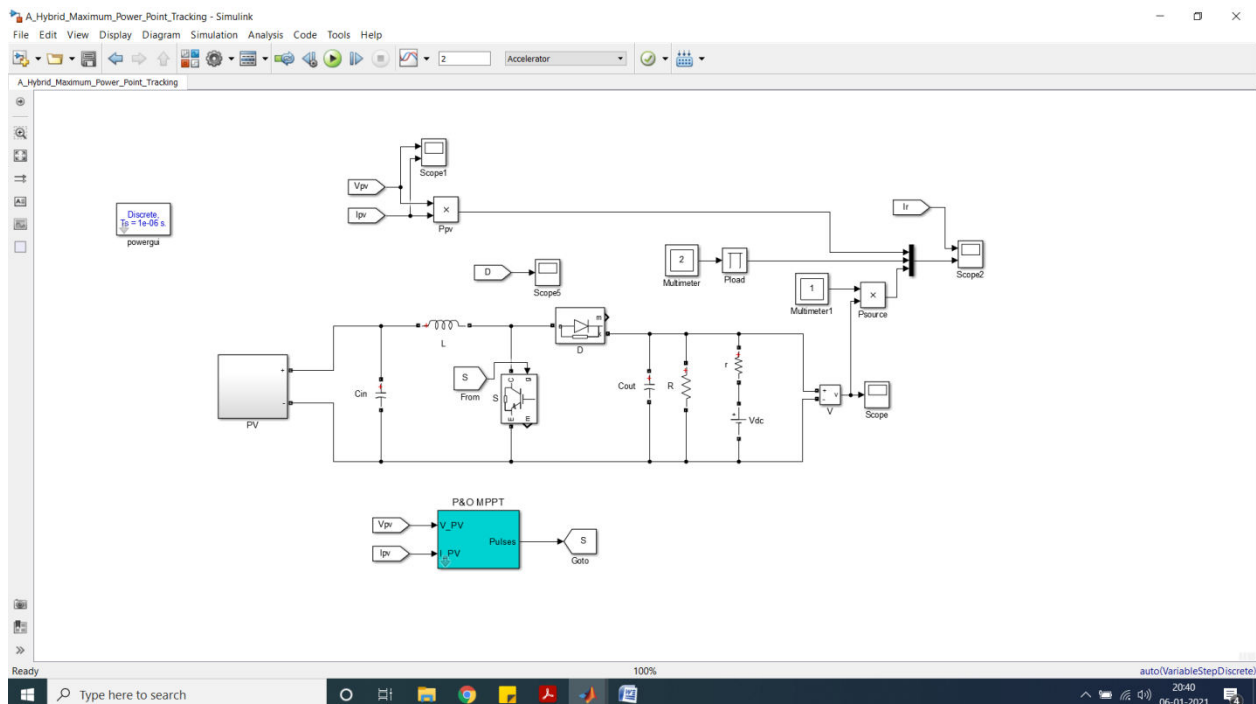 A_Hybrid_Maximum_Power_Point_Tracking - Simulink
File Edit View Display Diagram Simulation Analysis Code Tools Help
2 Accelerator
A_Hybrid_Maximum_Power_Point_Tracking
Scope1
Vpv
Ipv
×
Ppv
Discrete,
Ts = 1e-06 s.
powergui
Ir
Scope2
2
Multimeter
Pload
1
Multimeter1
×
Psource
D
Scope5
L
m
a k
D
+
-
PV
Cin
S
From
S
g C
E m
Cout
R
r
+
Vdc
+
-
v
V
Scope
P&O MPPT
Vpv
Ipv
V_PV
I_PV
Pulses
S
Goto
Ready 100% auto(VariableStepDiscrete)
Type here to search
20:40
06-01-2021
4